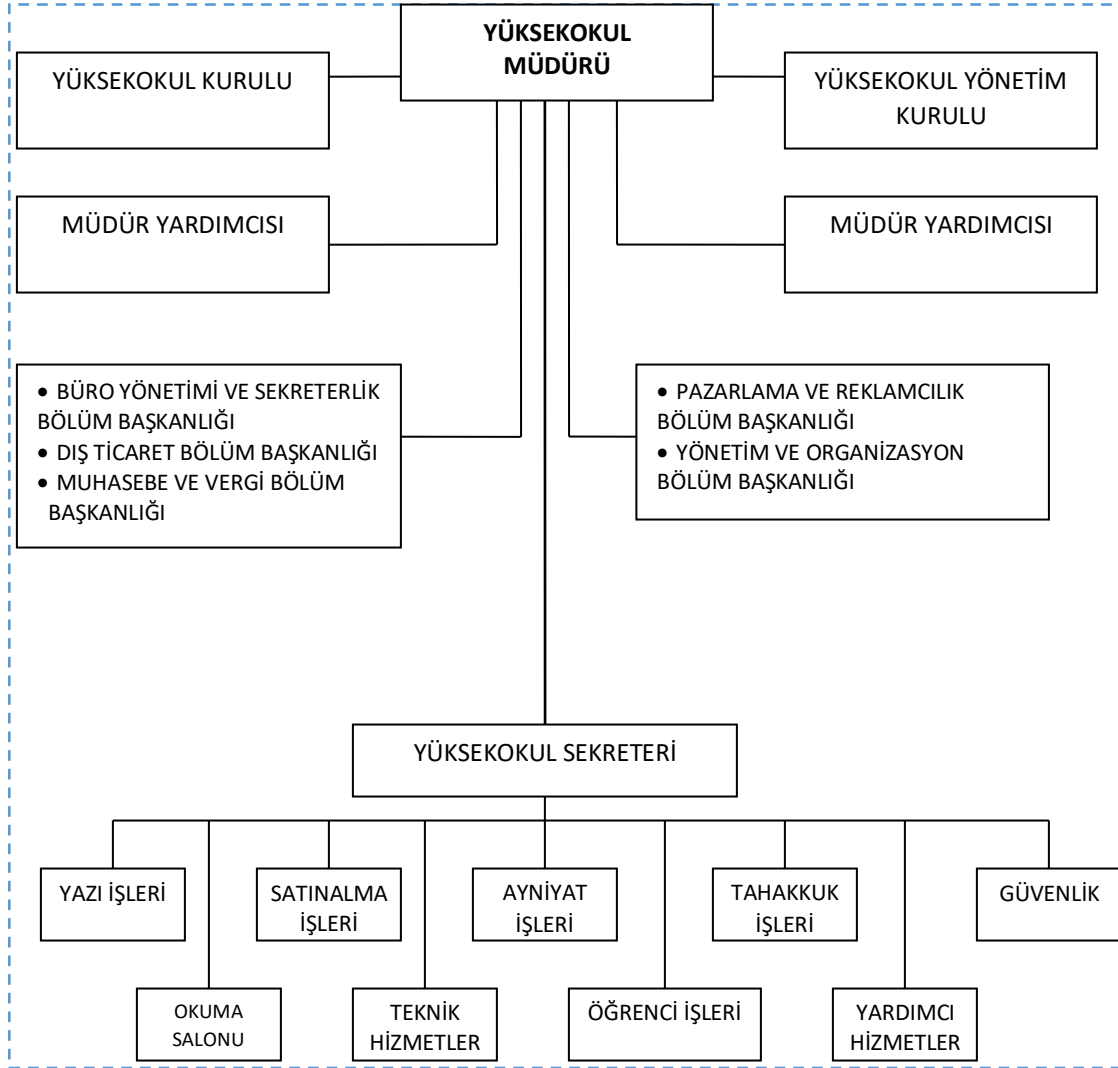 YÜKSEKOKUL
MÜDÜRÜ
YÜKSEKOKUL KURULU
YÜKSEKOKUL YÖNETİM
KURULU
MÜDÜR YARDIMCISI
MÜDÜR YARDIMCISI
• BÜRO YÖNETİMİ VE SEKRETERLİK
BÖLÜM BAŞKANLIĞI
• DIŞ TİCARET BÖLÜM BAŞKANLIĞI
• MUHASEBE VE VERGİ BÖLÜM
BAŞKANLIĞI
• PAZARLAMA VE REKLAMCILIK
BÖLÜM BAŞKANLIĞI
• YÖNETİM VE ORGANİZASYON
BÖLÜM BAŞKANLIĞI
YÜKSEKOKUL SEKRETERİ
YAZI İŞLERİ
SATINALMA
İŞLERİ
AYNİYAT
İŞLERİ
TAHAKKUK
İŞLERİ
GÜVENLİK
OKUMA
SALONU
TEKNİK
HİZMETLER
ÖĞRENCİ İŞLERİ
YARDIMCI
HİZMETLER